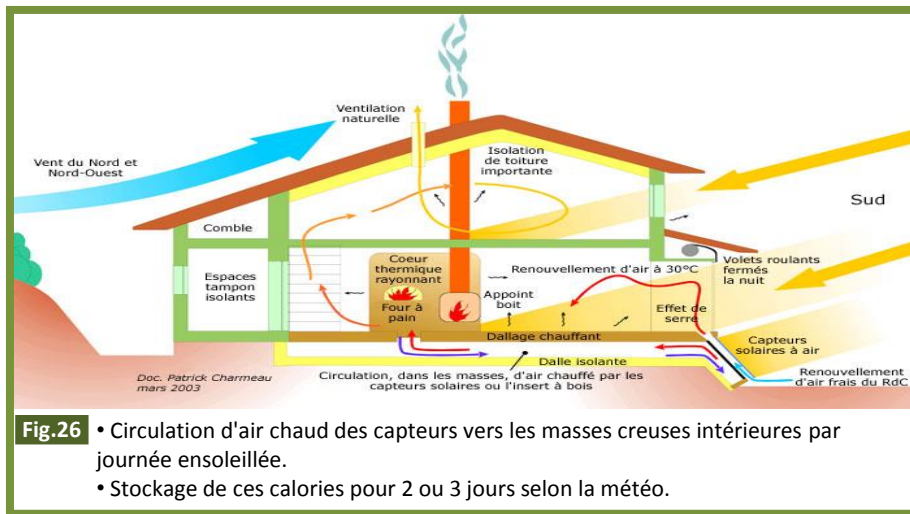 Ventilation
naturelle
Vent du Nord et
Nord-Ouest
Isolation
de toiture
importante
Sud
Comble
Espaces
tampon
isolants
Coeur
thermique
rayonnant
Four à
pain
Renouvellement d'air à 30°C
Appoint
boit
Volets roulants
fermés
la nuit
Effet de
serre
Dallage chauffant
Capteurs
solaires à air
Dalle isolante
Circulation, dans les masses, d'air chauffé par les
capteurs solaires ou l'insert à bois
Renouvellement
d'air frais du RdC
Doc. Patrick Charmeau
mars 2003
Fig.26 • Circulation d'air chaud des capteurs vers les masses creuses intérieures par
journée ensoleillée.
• Stockage de ces calories pour 2 ou 3 jours selon la météo.